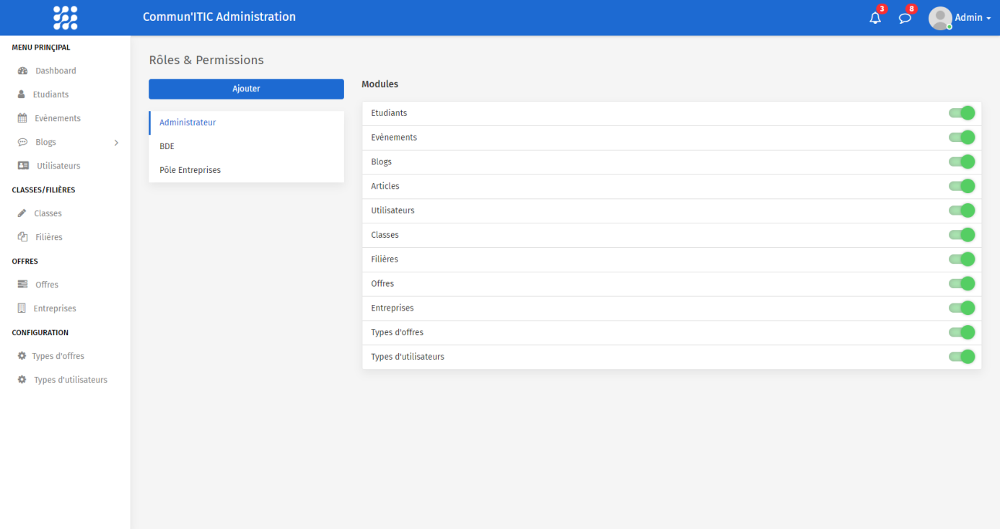 Commun'ITIC Administration
3
8
Admin
MENU PRINÇIPAL
Dashboard
Etudiants
Evènements
Blogs
Utilisateurs
CLASSES/FILIÈRES
Classes
Filières
OFFRES
Offres
Entreprises
CONFIGURATION
Types d'offres
Types d'utilisateurs
Rôles & Permissions
Ajouter
Administrateur
BDE
Pôle Entreprises
Modules
Etudiants
Evènements
Blogs
Articles
Utilisateurs
Classes
Filières
Offres
Entreprises
Types d'offres
Types d'utilisateurs